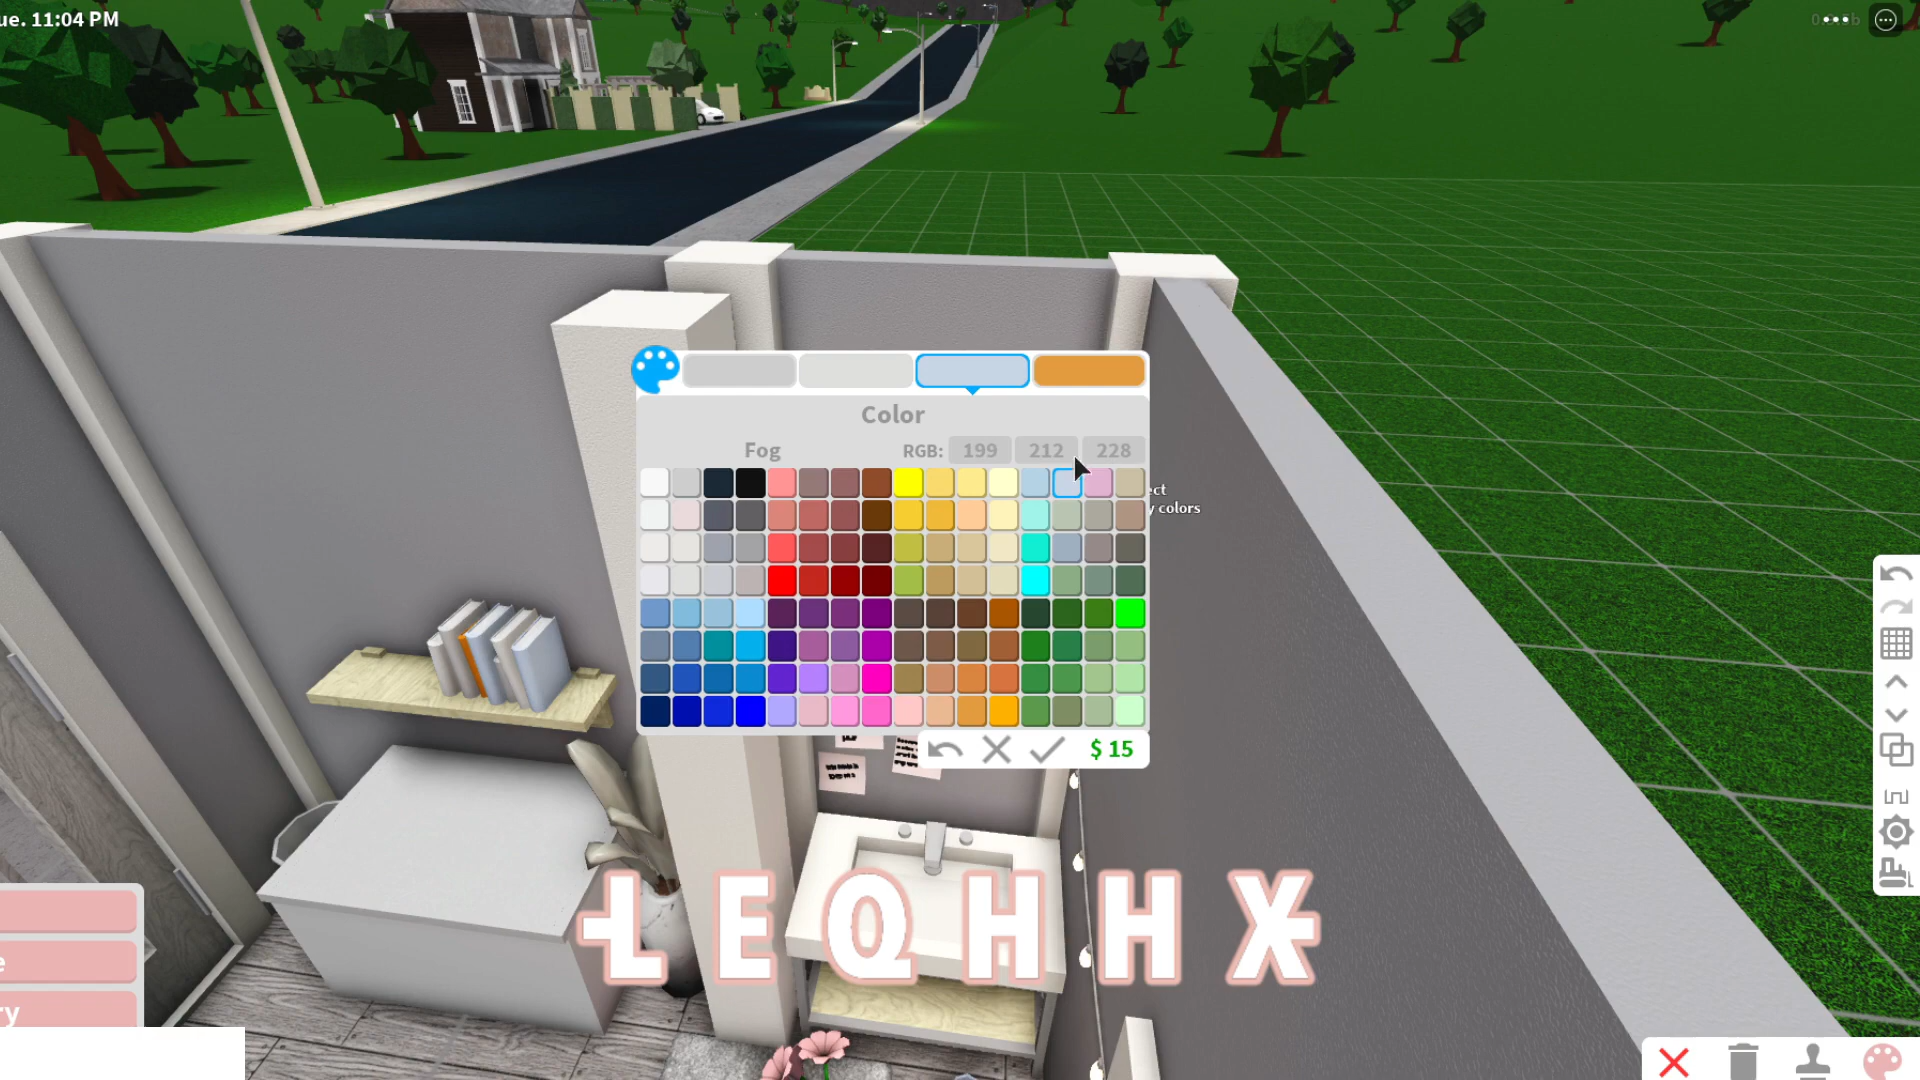 ue. 11:04 PM
Color
Fog
RGB: 199 212 228
ect
y colors
$ 15
LEQHHX
e
ry